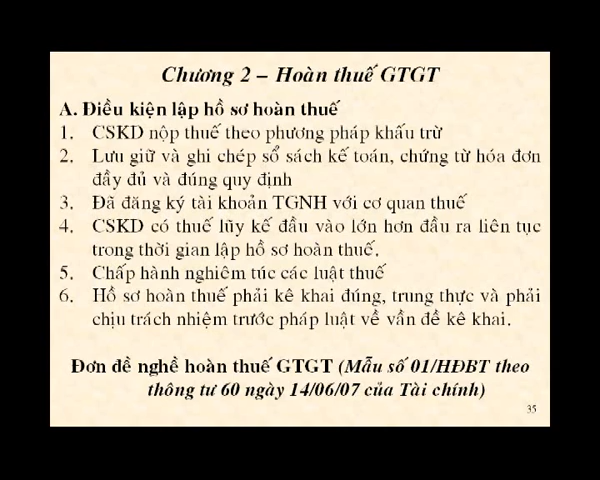 Chương 2 – Hoàn thuế GTGT
A. Điều kiện lập hồ sơ hoàn thuế
1. CSKD nộp thuế theo phương pháp khấu trừ
2. Lưu giữ và ghi chép sổ sách kế toán, chứng từ hóa đơn
đầy đủ và đúng quy định
3. Đã đăng ký tài khoản TGNH với cơ quan thuế
4. CSKD có thuế lũy kế đầu vào lớn hơn đầu ra liên tục
trong thời gian lập hồ sơ hoàn thuế.
5. Chấp hành nghiêm túc các luật thuế
6. Hồ sơ hoàn thuế phải kê khai đúng, trung thực và phải
chịu trách nhiệm trước pháp luật về vần đề kê khai.
Đơn đề nghề hoàn thuế GTGT (Mẫu số 01/HĐBT theo
thông tư 60 ngày 14/06/07 của Tài chính)
35